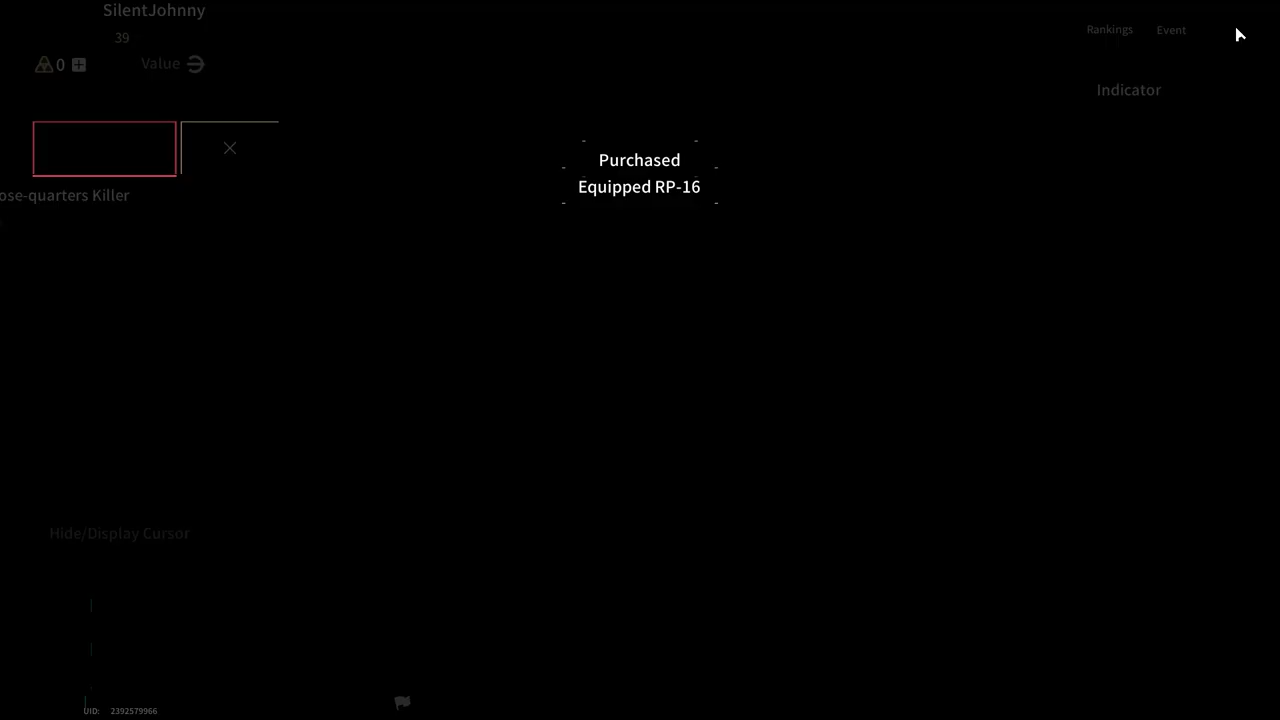 SilentJohnny
39
0
Value
Rankings
Event
Indicator
Purchased
Equipped RP-16
ose-quarters Killer
Hide/Display Cursor
UID: 2392579966